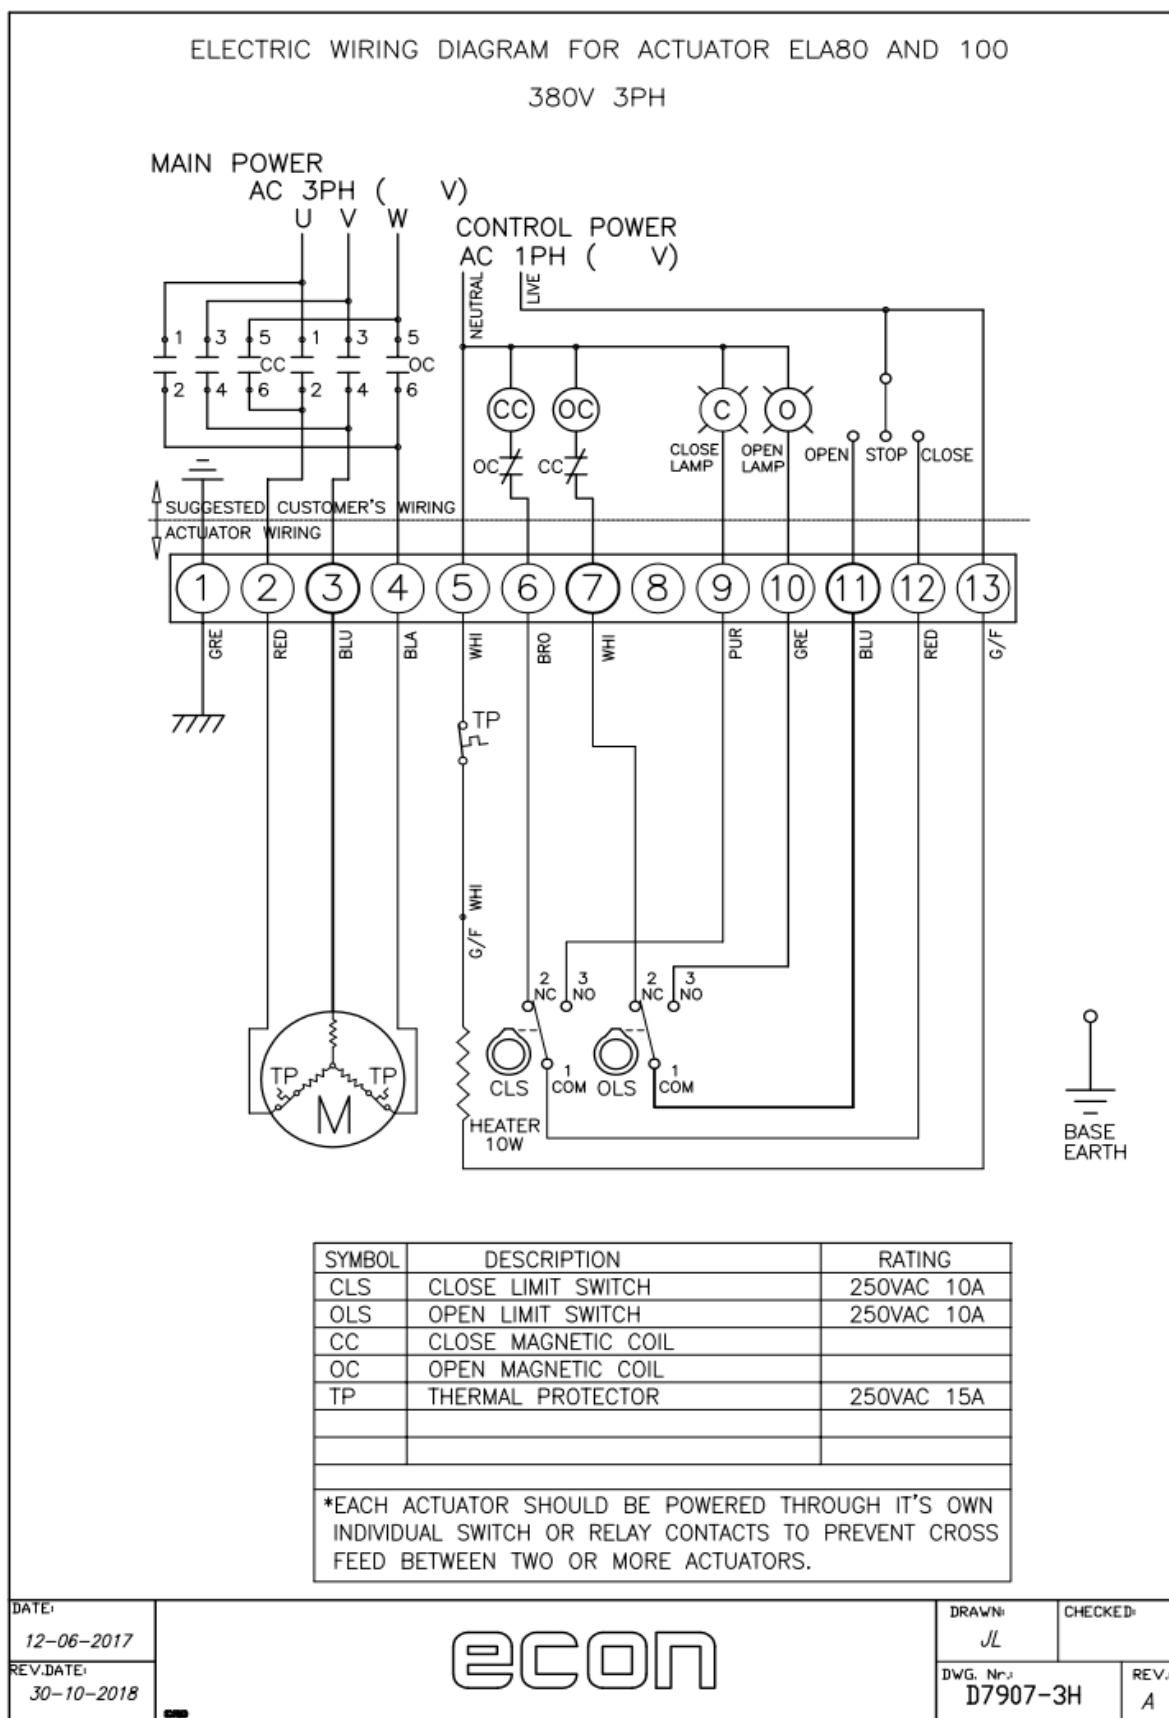 ELECTRIC WIRING DIAGRAM FOR ACTUATOR ELA80 AND 100
380V 3PH
MAIN POWER
AC 3PH ( V)
U V W
CONTROL POWER
AC 1PH ( V)
NEUTRAL
LIVE
1 3 5 1 3 5
CC OC
2 4 6 2 4 6
CC OC C O
CLOSE LAMP
OPEN LAMP
OPEN STOP CLOSE
OC CC
SUGGESTED CUSTOMER'S WIRING
ACTUATOR WIRING
1 2 3 4 5 6 7 8 9 10 11 12 13
GRE RED BLU BLA WHI BRO WHI PUR GRE BLU RED G/F
TP
WHI
G/F
2 3 2 3
NC NO NC NO
TP TP
M
CLS
1
COM
OLS
1
COM
HEATER
10W
BASE
EARTH
SYMBOL DESCRIPTION RATING
CLS CLOSE LIMIT SWITCH 250VAC 10A
OLS OPEN LIMIT SWITCH 250VAC 10A
CC CLOSE MAGNETIC COIL
OC OPEN MAGNETIC COIL
TP THERMAL PROTECTOR 250VAC 15A
*EACH ACTUATOR SHOULD BE POWERED THROUGH IT'S OWN
INDIVIDUAL SWITCH OR RELAY CONTACTS TO PREVENT CROSS
FEED BETWEEN TWO OR MORE ACTUATORS.
DATE:
12-06-2017
REV.DATE:
30-10-2018
econ
DRAWN:
JL
CHECKED:
DWG. Nr.:
D7907-3H
REV.:
A